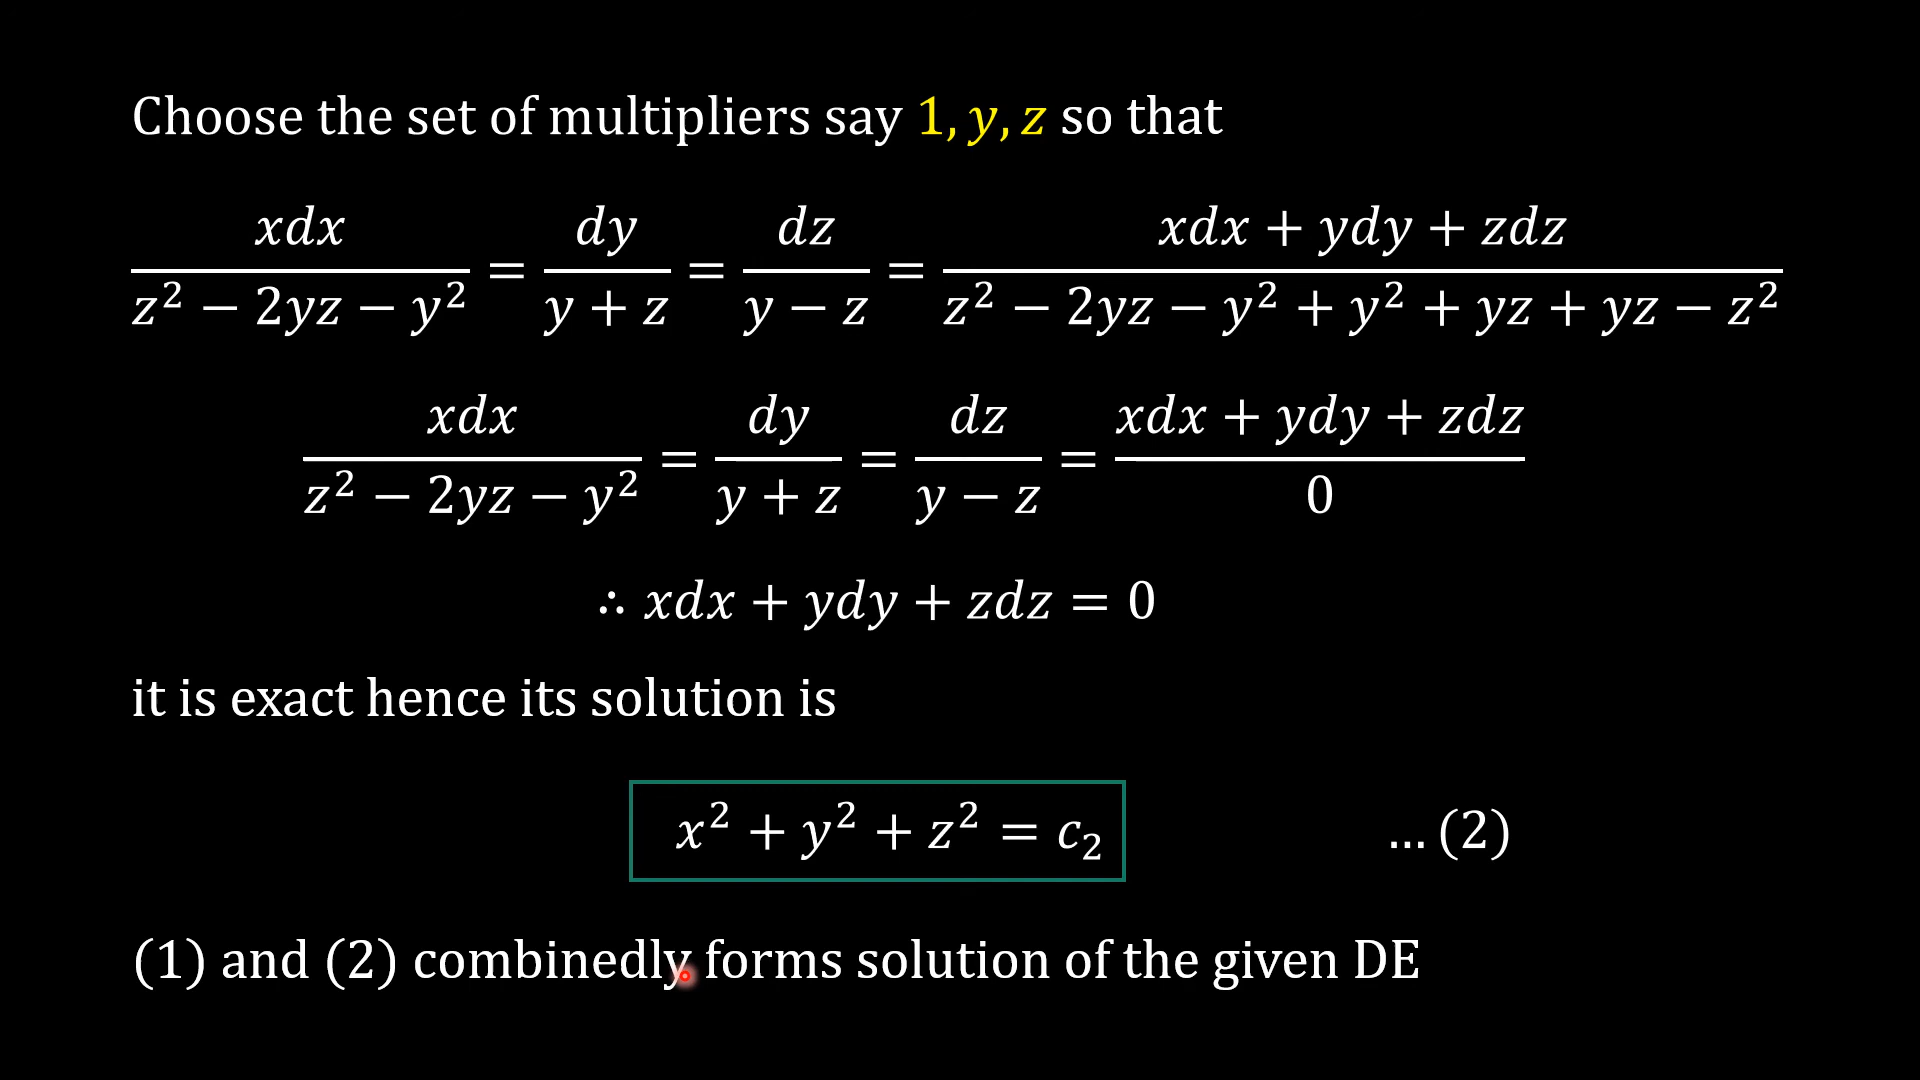 Choose the set of multipliers say 1, y, z so that
xdx / (z² − 2yz − y²) = dy / (y + z) = dz / (y − z) = (xdx + ydy + zdz) / (z² − 2yz − y² + y² + yz + yz − z²)
xdx / (z² − 2yz − y²) = dy / (y + z) = dz / (y − z) = (xdx + ydy + zdz) / 0
∴ xdx + ydy + zdz = 0
it is exact hence its solution is
x² + y² + z² = c₂ … (2)
(1) and (2) combinedly forms solution of the given DE